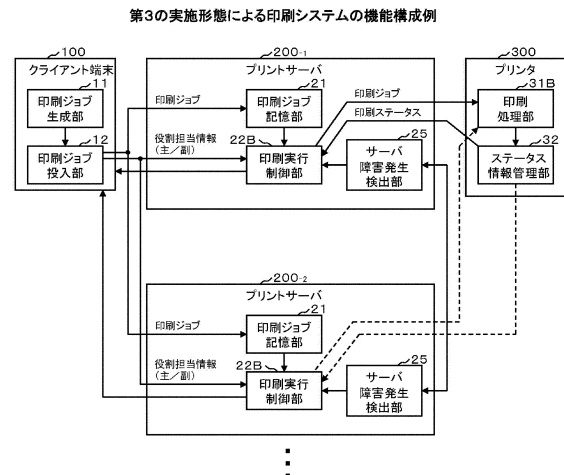 第3の実施形態による印刷システムの機能構成例
100
クライアント端末
11
印刷ジョブ
生成部
12
印刷ジョブ
投入部
200-1
プリントサーバ
印刷ジョブ
21
印刷ジョブ
記憶部
役割担当情報
(主/副)
22B
印刷実行
制御部
25
サーバ
障害発生
検出部
印刷ジョブ
印刷ステータス
300
プリンタ
31B
印刷
処理部
32
ステータス
情報管理部
200-2
プリントサーバ
印刷ジョブ
21
印刷ジョブ
記憶部
役割担当情報
(主/副)
22B
印刷実行
制御部
25
サーバ
障害発生
検出部